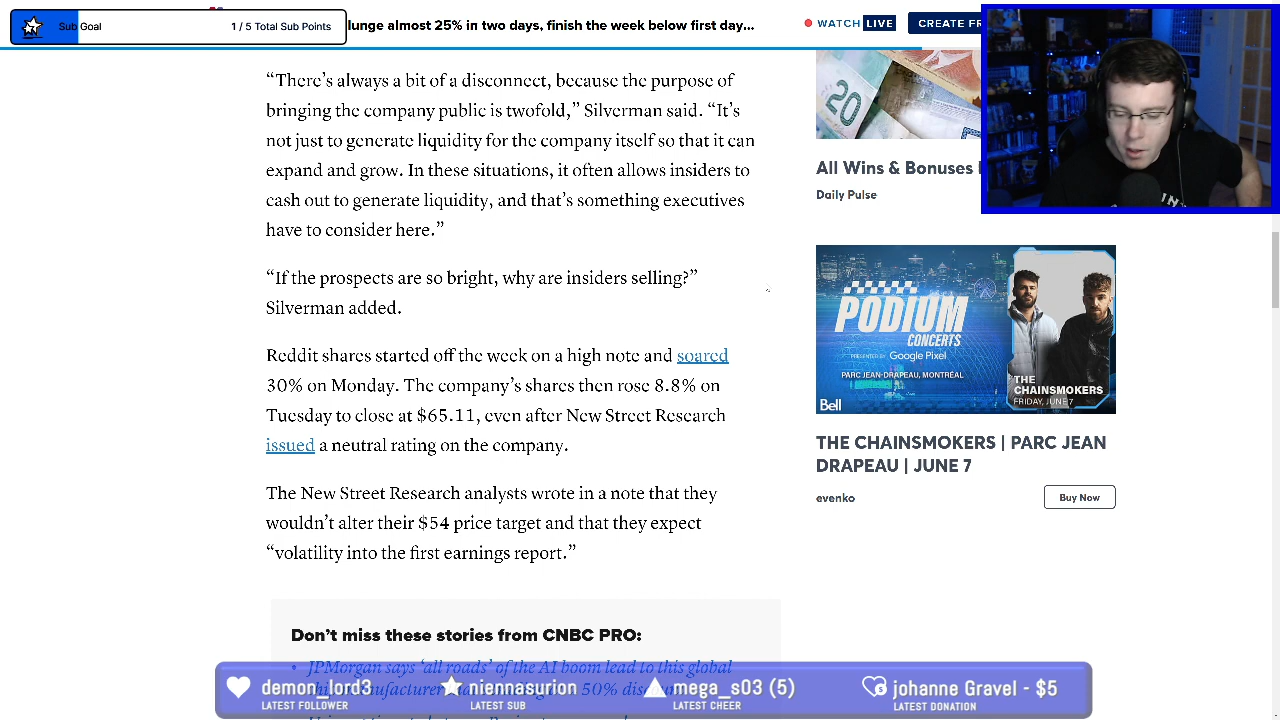 Sub Goal
1 / 5 Total Sub Points
lunge almost 25% in two days, finish the week below first day...
WATCH LIVE
CREATE FR
“There’s always a bit of a disconnect, because the purpose of
bringing the company public is twofold,” Silverman said. “It’s
not just to generate liquidity for the company itself so that it can
expand and grow. In these situations, it often allows insiders to
cash out to generate liquidity, and that’s something executives
have to consider here.”
“If the prospects are so bright, why are insiders selling?”
Silverman added.
Reddit shares started off the week on a high note and soared
30% on Monday. The company’s shares then rose 8.8% on
Tuesday to close at $65.11, even after New Street Research
issued a neutral rating on the company.
The New Street Research analysts wrote in a note that they
wouldn’t alter their $54 price target and that they expect
“volatility into the first earnings report.”
Don’t miss these stories from CNBC PRO:
• JPMorgan says ‘all roads’ of the AI boom lead to this global
20
All Wins & Bonuses
Daily Pulse
PODIUM
CONCERTS
PRESENTED BY Google Pixel
PARC JEAN-DRAPEAU, MONTRÉAL
Bell
THE
CHAINSMOKERS
FRIDAY, JUNE 7
THE CHAINSMOKERS | PARC JEAN
DRAPEAU | JUNE 7
evenko
Buy Now
demon_lord3
LATEST FOLLOWER
niennasurion
LATEST SUB
mega_s03 (5)
LATEST CHEER
johanne Gravel - $5
LATEST DONATION